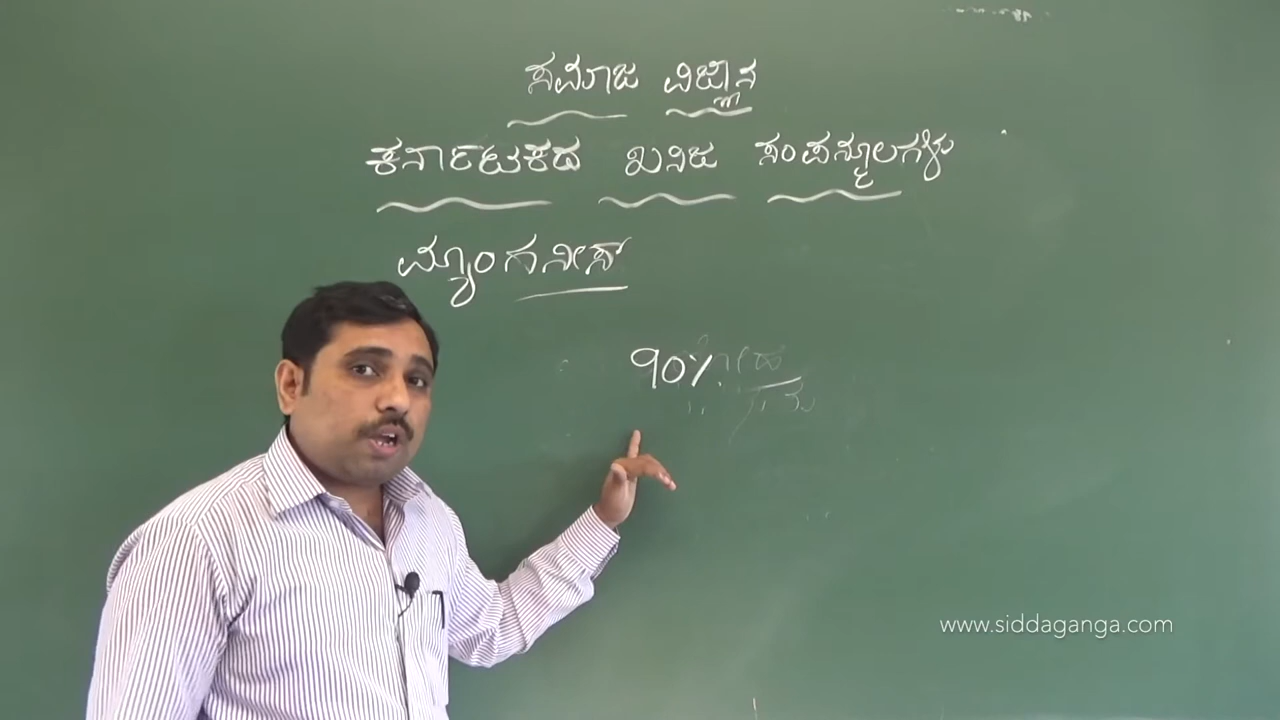 ಸಮಾಜ ವಿಜ್ಞಾನ
ಕರ್ನಾಟಕದ ಖನಿಜ ಸಂಪನ್ಮೂಲಗಳು
ಮ್ಯಾಂಗನೀಸ್
90%
www.siddaganga.com